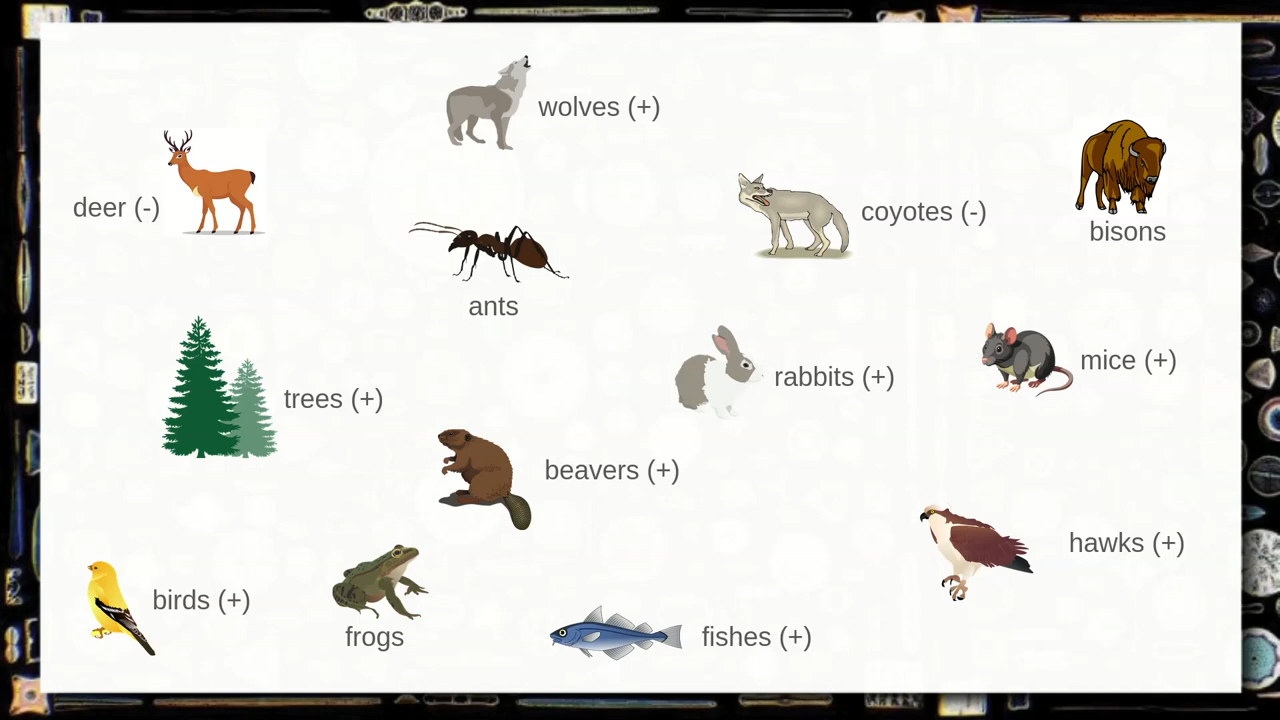 wolves (+)
deer (-)
coyotes (-)
bisons
ants
rabbits (+)
mice (+)
trees (+)
beavers (+)
hawks (+)
birds (+)
frogs
fishes (+)